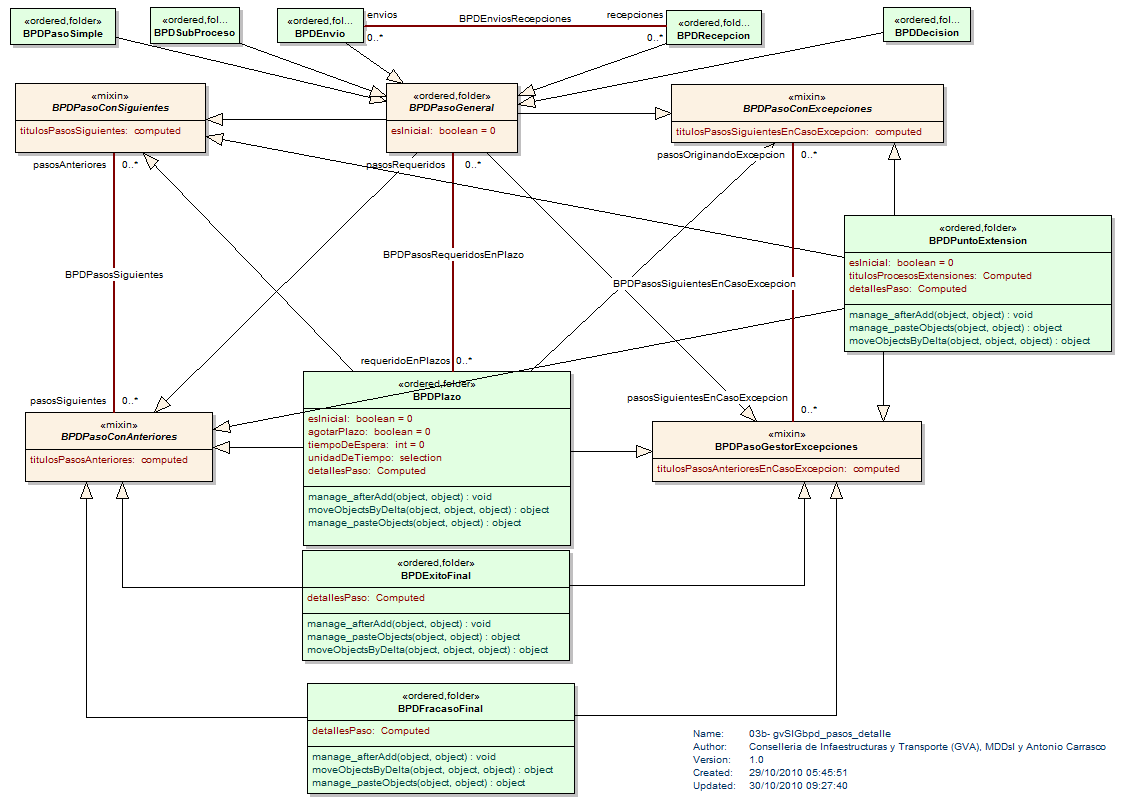 «ordered,folder»
BPDPasoSimple
«ordered,fol...
BPDSubProceso
«ordered,fol...
BPDEnvio
envios
0..*
BPDEnviosRecepciones
recepciones
0..*
«ordered,fol...
BPDRecepcion
«ordered,fol...
BPDDecision
«mixin»
BPDPasoConSiguientes
titulosPasosSiguientes: computed
«ordered,folder»
BPDPasoGeneral
esInicial: boolean = 0
«mixin»
BPDPasoConExcepciones
titulosPasosSiguientesEnCasoExcepcion: computed
pasosAnteriores
0..*
pasosRequeridos
0..*
pasosOriginandoExcepcion
0..*
«ordered,folder»
BPDPuntoExtension
esInicial: boolean = 0
titulosProcesosExtensiones: Computed
detallesPaso: Computed
manage_afterAdd(object, object) : void
manage_pasteObjects(object, object) : object
moveObjectsByDelta(object, object, object) : object
BPDPasosSiguientes
BPDPasosRequeridosEnPlazo
BPDPasosSiguientesEnCasoExcepcion
requeridoEnPlazos
0..*
pasosSiguientes
0..*
pasosSiguientesEnCasoExcepcion
0..*
«ordered,folder»
BPDPlazo
esInicial: boolean = 0
agotarPlazo: boolean = 0
tiempoDeEspera: int = 0
unidadDeTiempo: selection
detallesPaso: Computed
manage_afterAdd(object, object) : void
moveObjectsByDelta(object, object, object) : object
manage_pasteObjects(object, object) : object
«mixin»
BPDPasoConAnteriores
titulosPasosAnteriores: computed
«mixin»
BPDPasoGestorExcepciones
titulosPasosAnterioresEnCasoExcepcion: computed
«ordered,folder»
BPDExitoFinal
detallesPaso: Computed
manage_afterAdd(object, object) : void
manage_pasteObjects(object, object) : object
moveObjectsByDelta(object, object, object) : object
«ordered,folder»
BPDFracasoFinal
detallesPaso: Computed
manage_afterAdd(object, object) : void
moveObjectsByDelta(object, object, object) : object
manage_pasteObjects(object, object) : object
Name: 03b- gvSIGbpd_pasos_detalle
Author: Conselleria de Infaestructuras y Transporte (GVA), MDDsl y Antonio Carrasco
Version: 1.0
Created: 29/10/2010 05:45:51
Updated: 30/10/2010 09:27:40